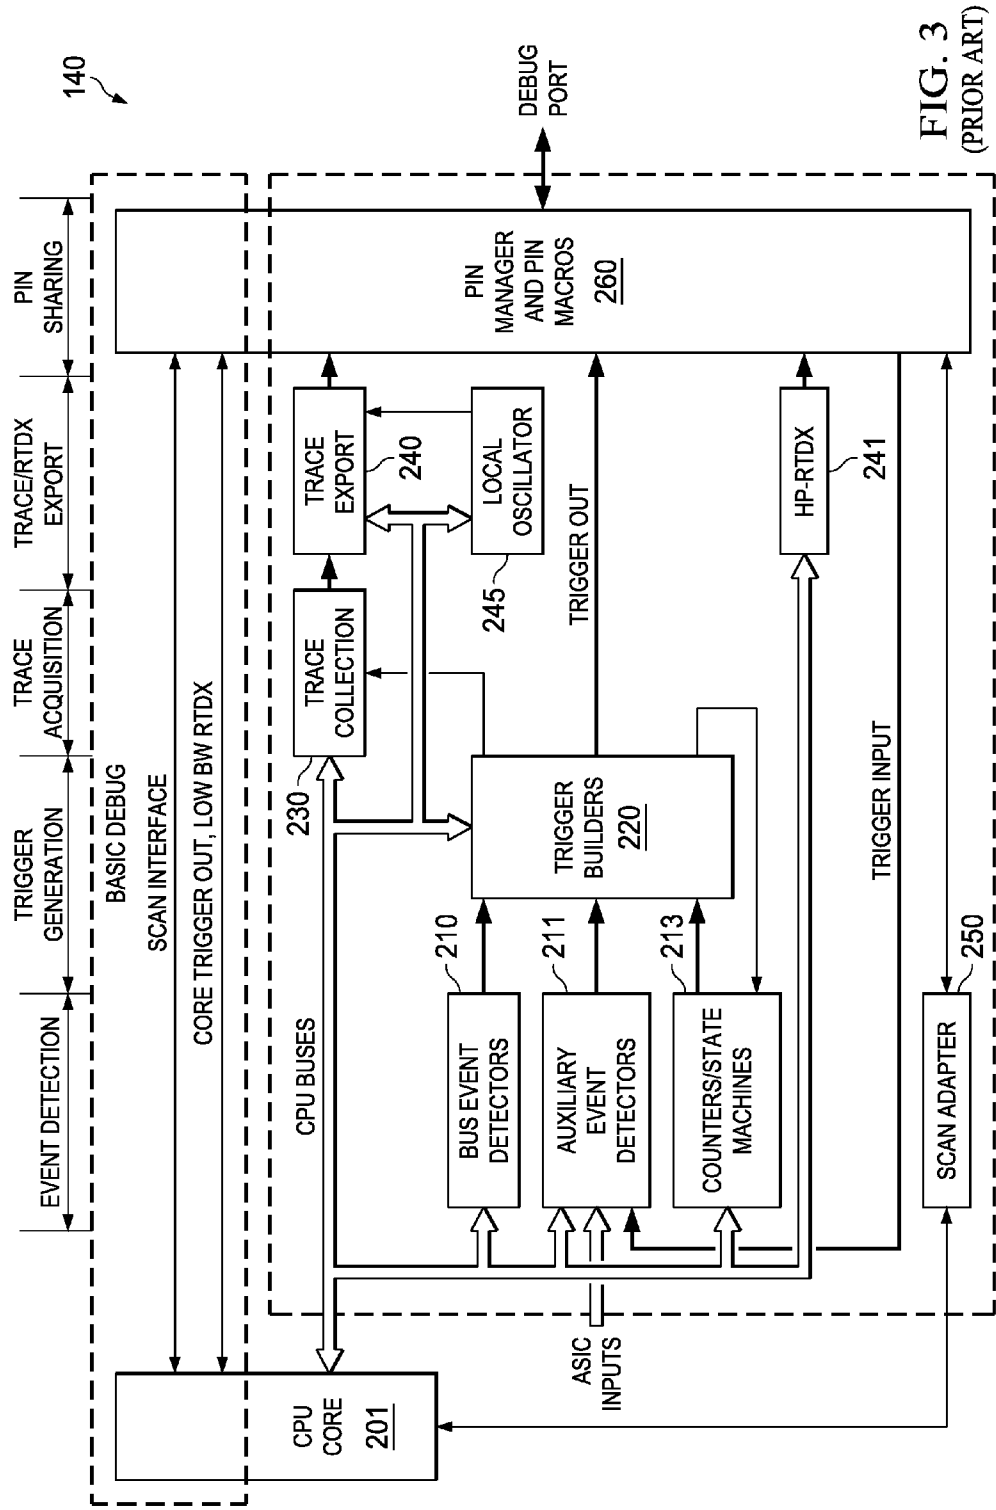 140
EVENT DETECTION
TRIGGER
GENERATION
TRACE
ACQUISITION
TRACE/RTDX
EXPORT
PIN
SHARING
BASIC DEBUG
SCAN INTERFACE
CORE TRIGGER OUT, LOW BW RTDX
CPU BUSES
CPU
CORE
201
ASIC
INPUTS
BUS EVENT
DETECTORS
210
AUXILIARY
EVENT
DETECTORS
211
COUNTERS/STATE
MACHINES
213
SCAN ADAPTER
250
TRIGGER
BUILDERS
220
TRACE
COLLECTION
230
TRACE
EXPORT
240
LOCAL
OSCILLATOR
245
TRIGGER OUT
HP-RTDX
241
TRIGGER INPUT
PIN
MANAGER
AND PIN
MACROS
260
DEBUG
PORT
FIG. 3
(PRIOR ART)